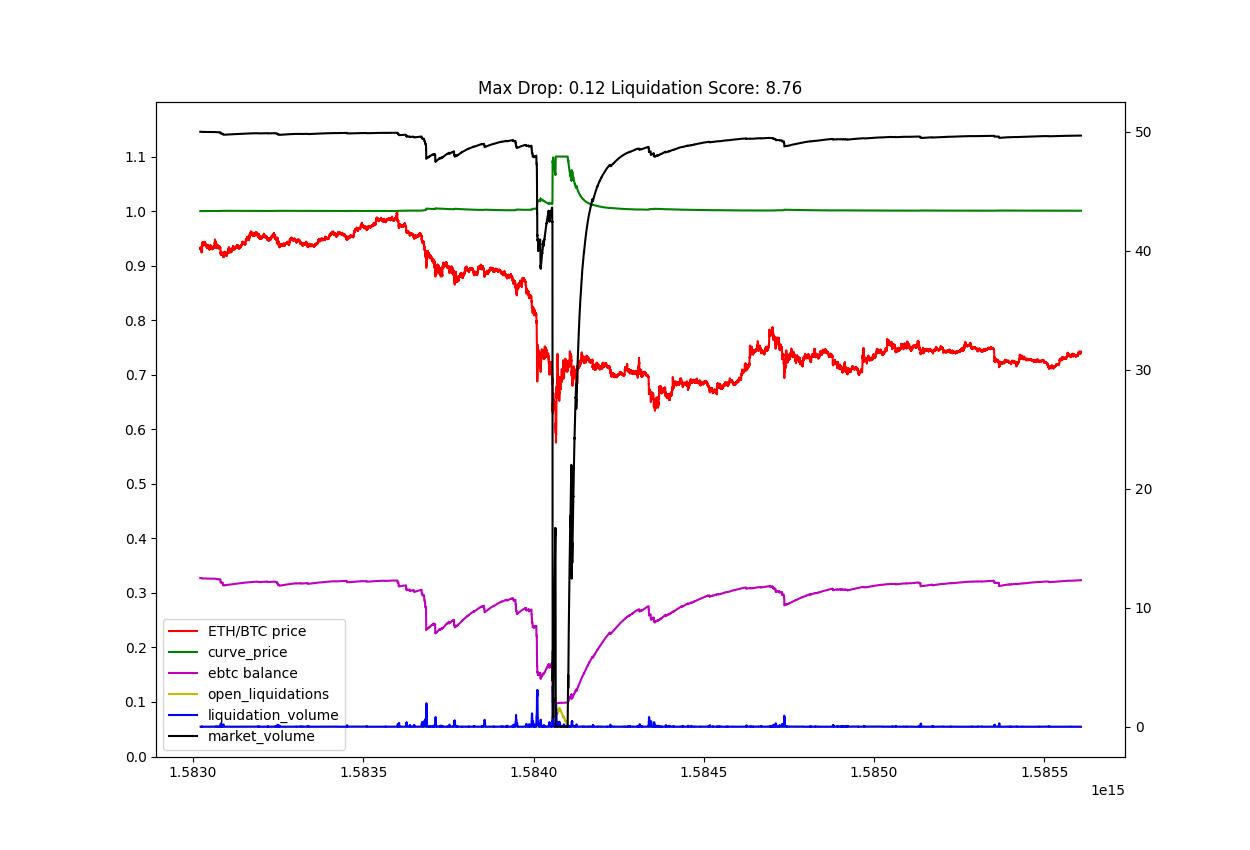 Max Drop: 0.12 Liquidation Score: 8.76
1.1
1.0
0.9
0.8
0.7
0.6
0.5
0.4
0.3
0.2
0.1
0.0
50
40
30
20
10
0
ETH/BTC price
curve_price
ebtc balance
open_liquidations
liquidation_volume
market_volume
1.5830 1.5835 1.5840 1.5845 1.5850 1.5855
1e15